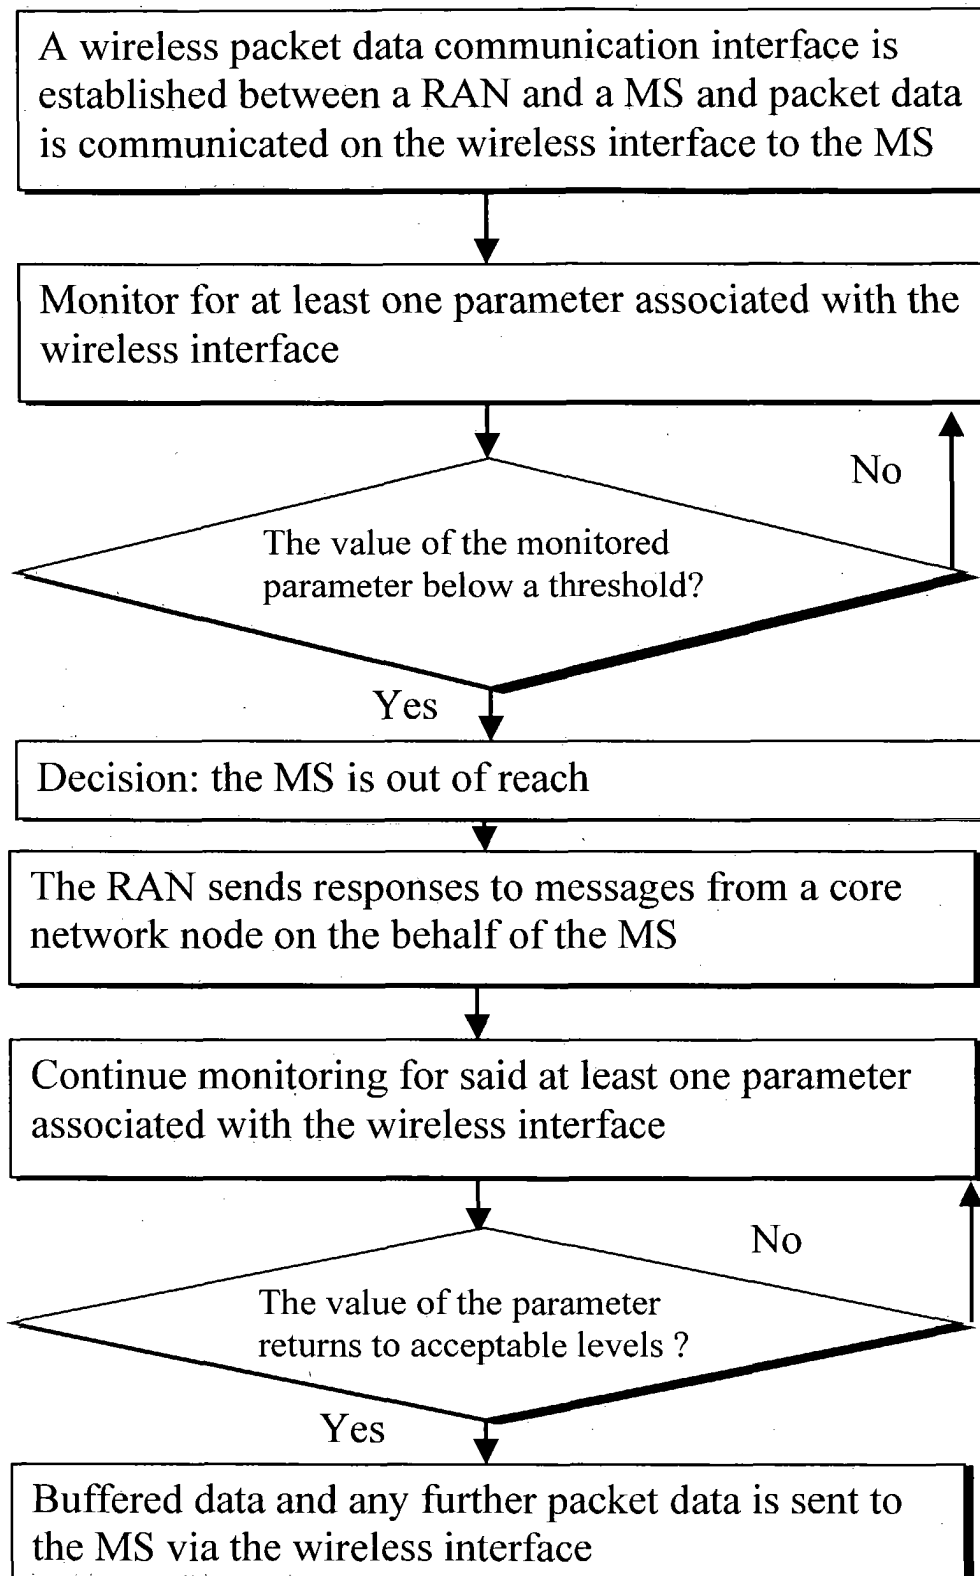 A wireless packet data communication interface is
established between a RAN and a MS and packet data
is communicated on the wireless interface to the MS
Monitor for at least one parameter associated with the
wireless interface
No
The value of the monitored
parameter below a threshold?
Yes
Decision: the MS is out of reach
The RAN sends responses to messages from a core
network node on the behalf of the MS
Continue monitoring for said at least one parameter
associated with the wireless interface
No
The value of the parameter
returns to acceptable levels ?
Yes
Buffered data and any further packet data is sent to
the MS via the wireless interface